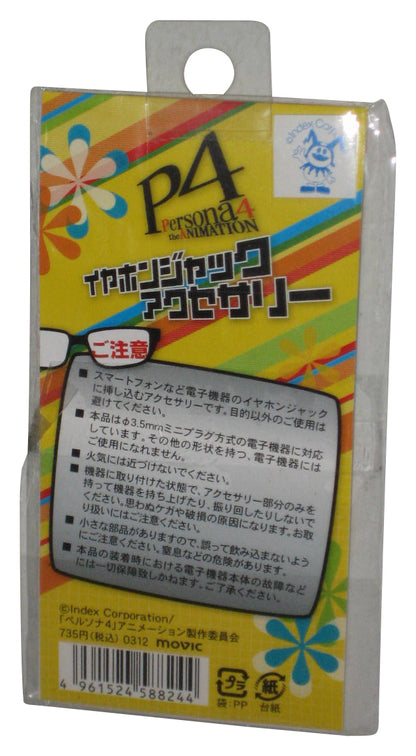 ©Index Corp
P4
Persona4
the ANIMATION
イヤホンジャック
アクセサリー
ご注意
■スマートフォンなど電子機器のイヤホンジャック
に挿し込むアクセサリーです。目的以外のご使用は
避けてください。
■本品はφ3.5mmミニプラグ方式の電子機器に対応
しています。その他の形状を持つ、電子機器には
ご使用になれません。
■火気には近づけないでください。
■機器に取り付けた状態で、アクセサリー部分のみを
持って機器を持ち上げたり、振り回したりしないで
ください。思わぬケガや破損の原因になります。お取
り扱いにはご注意ください。
■小さな部品がありますので、誤って飲み込まないよう
にご注意ください。窒息などの危険があります。
■本品の装着時における電子機器本体の故障など
には一切保障致しかねます。ご了承ください。
©Index Corporation/
「ペルソナ4」アニメーション製作委員会
735円(税込) 0312 movic
4 961524 588244
プラ 紙
袋:PP 台紙